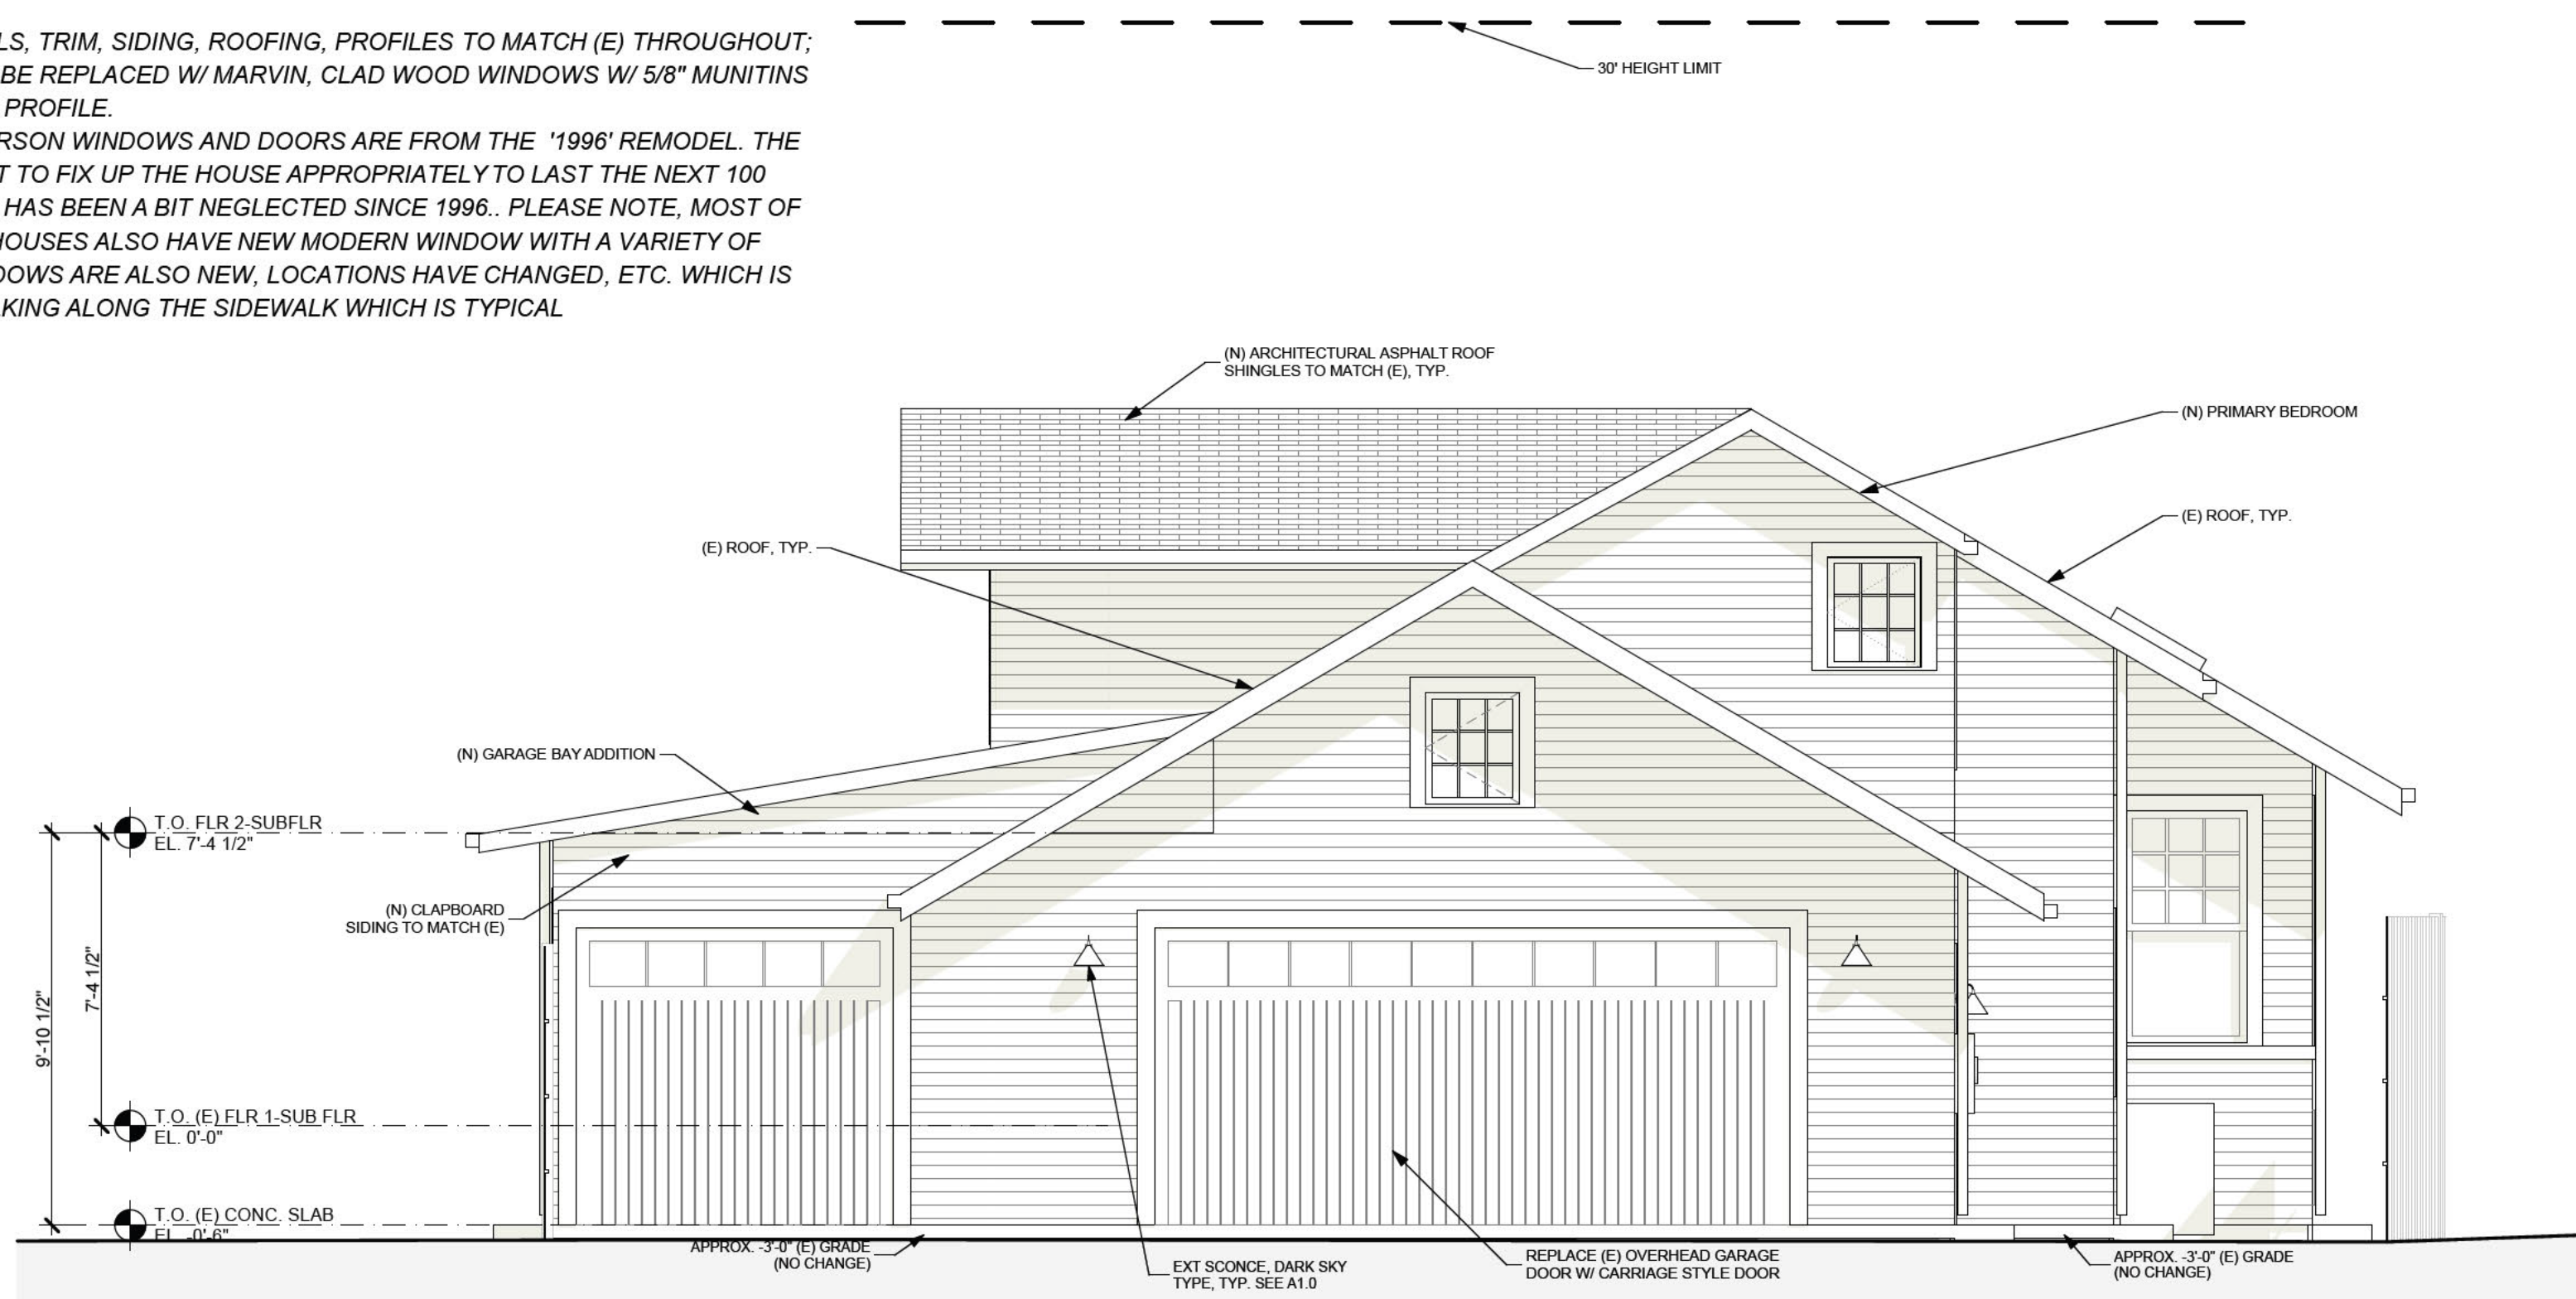 LS, TRIM, SIDING, ROOFING, PROFILES TO MATCH (E) THROUGHOUT;
BE REPLACED W/ MARVIN, CLAD WOOD WINDOWS W/ 5/8" MUNITINS
PROFILE.
RSON WINDOWS AND DOORS ARE FROM THE '1996' REMODEL. THE
T TO FIX UP THE HOUSE APPROPRIATELY TO LAST THE NEXT 100
HAS BEEN A BIT NEGLECTED SINCE 1996.. PLEASE NOTE, MOST OF
HOUSES ALSO HAVE NEW MODERN WINDOW WITH A VARIETY OF
DOWS ARE ALSO NEW, LOCATIONS HAVE CHANGED, ETC. WHICH IS
LKING ALONG THE SIDEWALK WHICH IS TYPICAL
30' HEIGHT LIMIT
(N) ARCHITECTURAL ASPHALT ROOF
SHINGLES TO MATCH (E), TYP.
(N) PRIMARY BEDROOM
(E) ROOF, TYP.
(E) ROOF, TYP.
(N) GARAGE BAY ADDITION
T.O. FLR 2-SUBFLR
EL. 7'-4 1/2"
(N) CLAPBOARD
SIDING TO MATCH (E)
9'-10 1/2"
7'-4 1/2"
T.O. (E) FLR 1-SUB FLR
EL. 0'-0"
T.O. (E) CONC. SLAB
EL. -0'-6"
APPROX. -3'-0" (E) GRADE
(NO CHANGE)
EXT SCONCE, DARK SKY
TYPE, TYP. SEE A1.0
REPLACE (E) OVERHEAD GARAGE
DOOR W/ CARRIAGE STYLE DOOR
APPROX. -3'-0" (E) GRADE
(NO CHANGE)